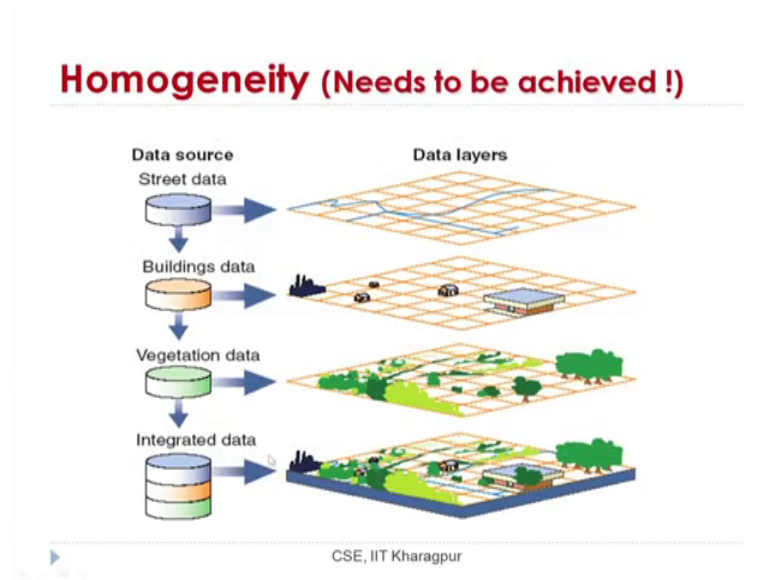 Homogeneity (Needs to be achieved !)
Data source
Data layers
Street data
Buildings data
Vegetation data
Integrated data
CSE, IIT Kharagpur